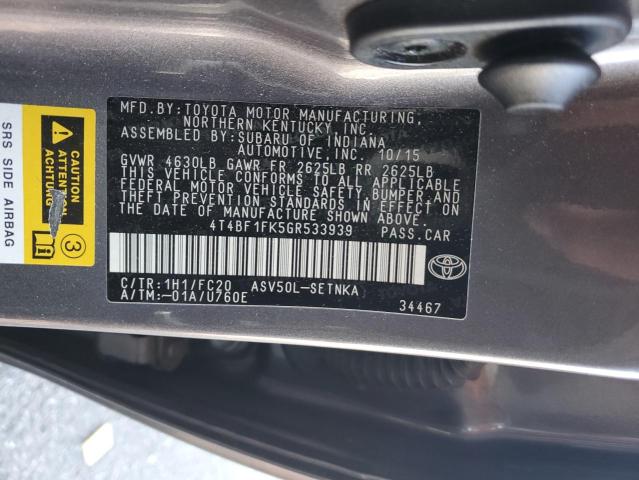 MFD. BY: TOYOTA MOTOR MANUFACTURING,
NORTHERN KENTUCKY, INC.
ASSEMBLED BY: SUBARU OF INDIANA
AUTOMOTIVE, INC. 10/15
GVWR 4630LB GAWR FR 2625LB RR 2625LB
THIS VEHICLE CONFORMS TO ALL APPLICABLE
FEDERAL MOTOR VEHICLE SAFETY, BUMPER, AND
THEFT PREVENTION STANDARDS IN EFFECT ON
THE DATE OF MANUFACTURE SHOWN ABOVE.
4T4BF1FK5GR533939 PASS.CAR
C/TR: 1H1/FC20 ASV50L-SETNKA
A/TM: -01A/U760E
34467
TOYOTA
SRS SIDE AIRBAG
CAUTION
ATTENTION
ACHTUNG
3